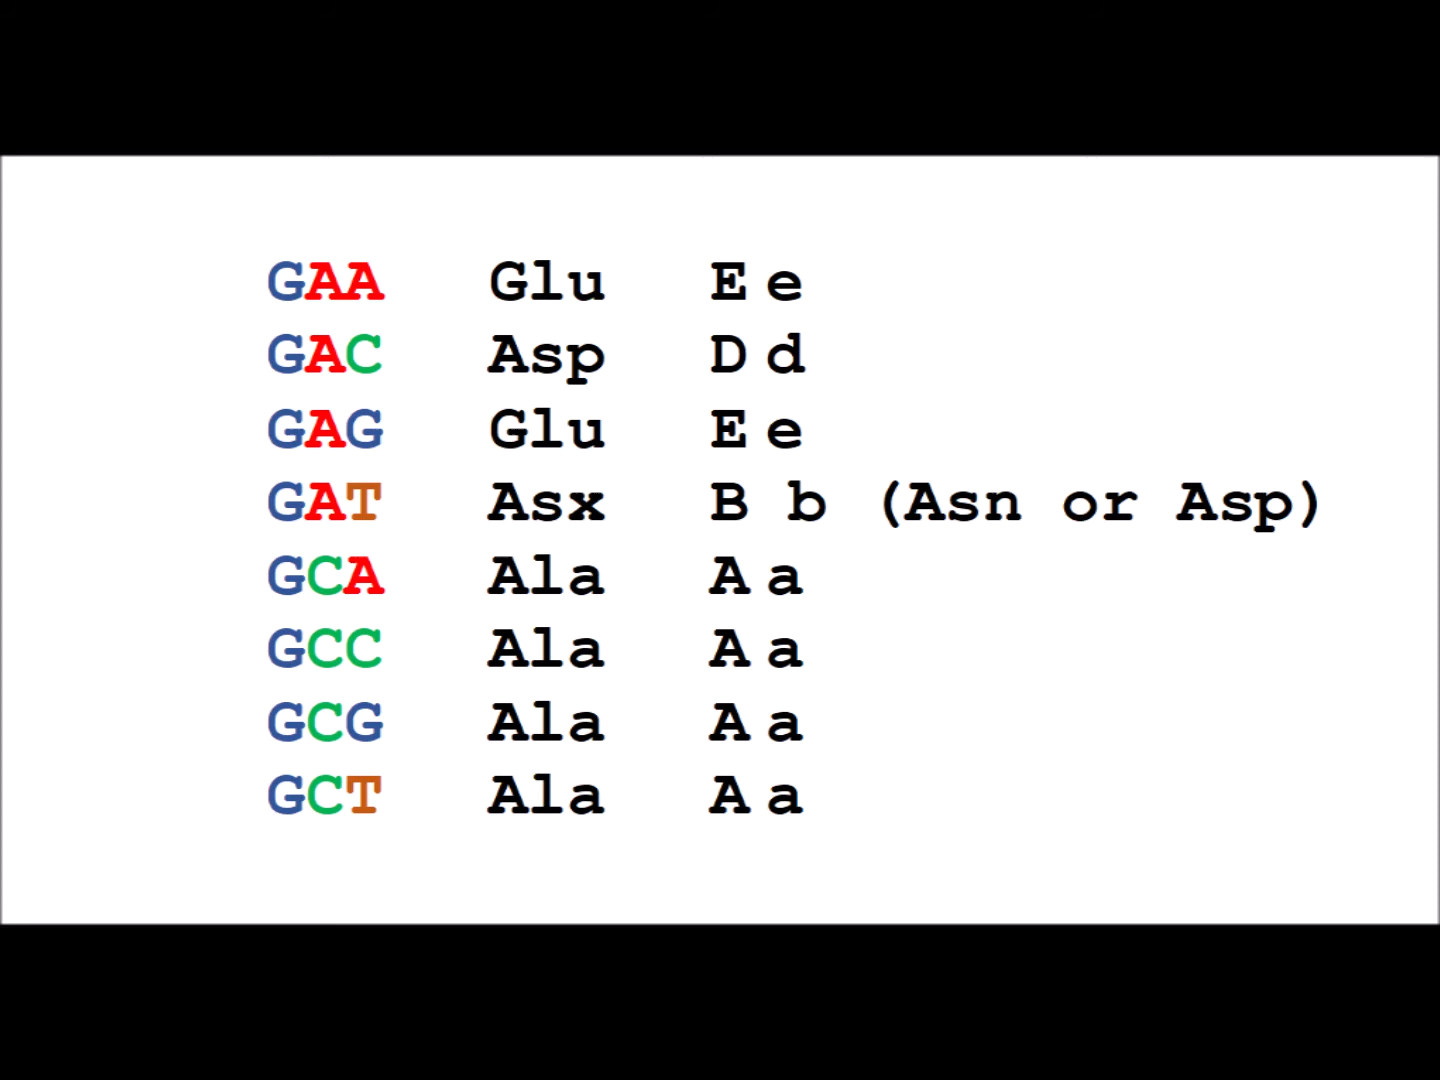 GAA Glu E e
GAC Asp D d
GAG Glu E e
GAT Asx B b (Asn or Asp)
GCA Ala A a
GCC Ala A a
GCG Ala A a
GCT Ala A a